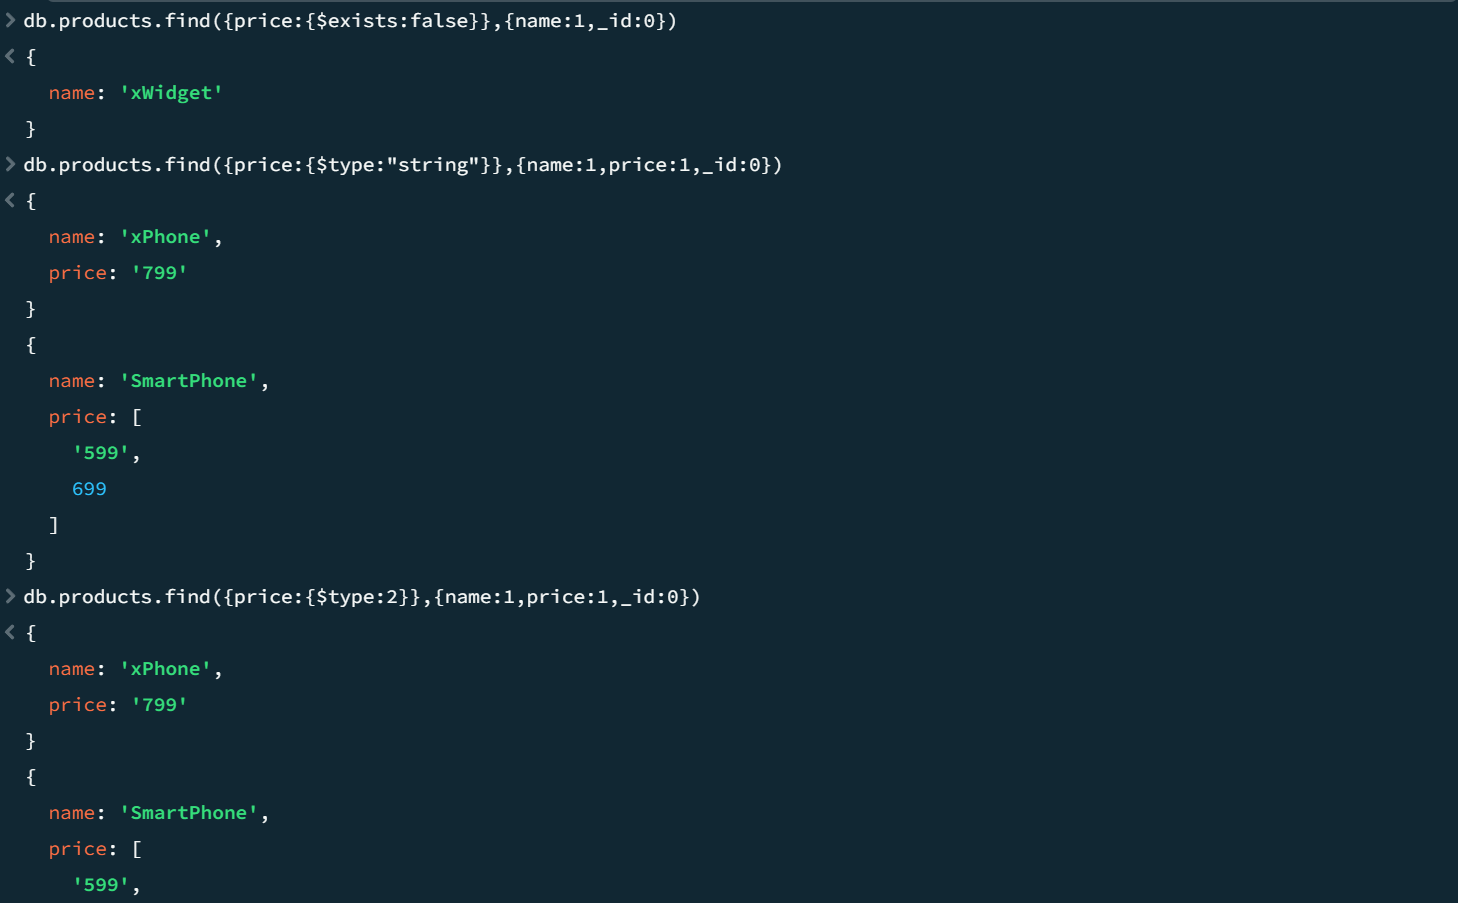 > db.products.find({price:{$exists:false}},{name:1,_id:0})
< {
name: 'xWidget'
}
> db.products.find({price:{$type:"string"}},{name:1,price:1,_id:0})
< {
name: 'xPhone',
price: '799'
}
{
name: 'SmartPhone',
price: [
'599',
699
]
}
> db.products.find({price:{$type:2}},{name:1,price:1,_id:0})
< {
name: 'xPhone',
price: '799'
}
{
name: 'SmartPhone',
price: [
'599',